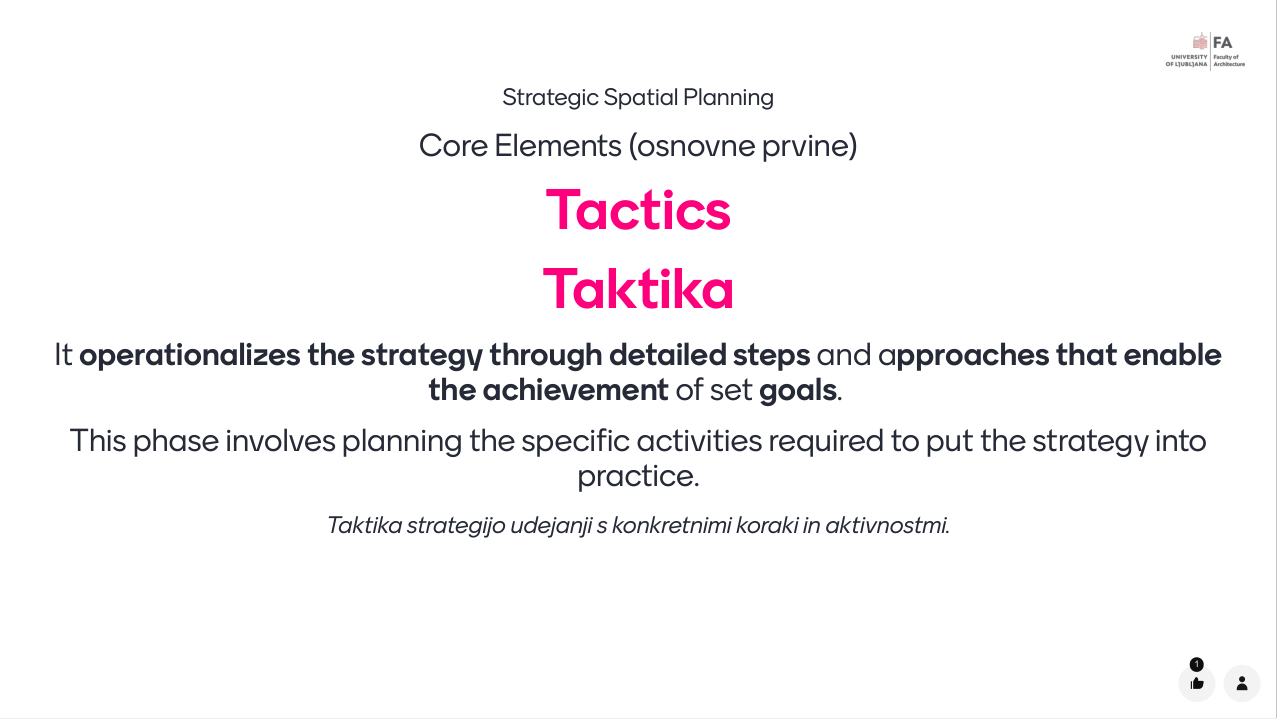 FA
UNIVERSITY
OF LJUBLJANA
Faculty of
Architecture
Strategic Spatial Planning
Core Elements (osnovne prvine)
Tactics
Taktika
It operationalizes the strategy through detailed steps and approaches that enable
the achievement of set goals.
This phase involves planning the specific activities required to put the strategy into
practice.
Taktika strategijo udejanji s konkretnimi koraki in aktivnostmi.
1